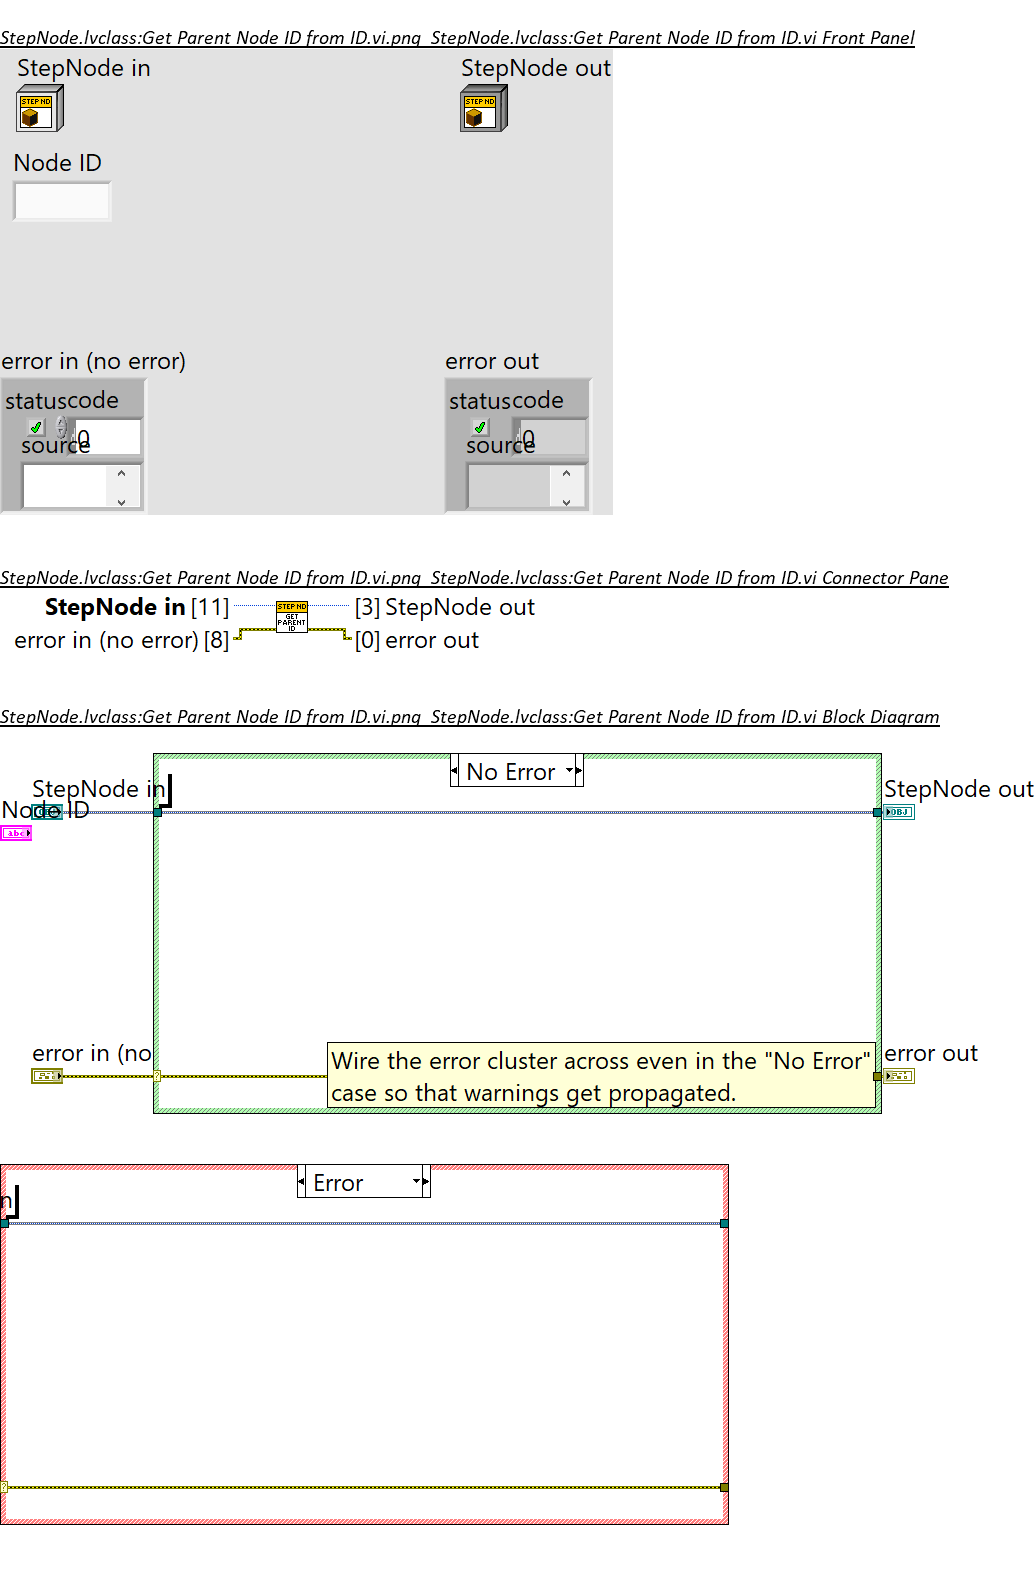 StepNode.lvclass:Get Parent Node ID from ID.vi.png  StepNode.lvclass:Get Parent Node ID from ID.vi Front Panel
StepNode in
StepNode out
STEP ND
STEP ND
Node ID
error in (no error)
error out
status code
status code
0
0
source
source
StepNode.lvclass:Get Parent Node ID from ID.vi.png  StepNode.lvclass:Get Parent Node ID from ID.vi Connector Pane
StepNode in [11]
STEP ND
[3] StepNode out
GET
PARENT
ID
error in (no error) [8]
[0] error out
StepNode.lvclass:Get Parent Node ID from ID.vi.png  StepNode.lvclass:Get Parent Node ID from ID.vi Block Diagram
No Error
StepNode in
StepNode out
Node ID
OBJ
abc
error in (no
error out
Wire the error cluster across even in the "No Error"
case so that warnings get propagated.
?
Error
n
?